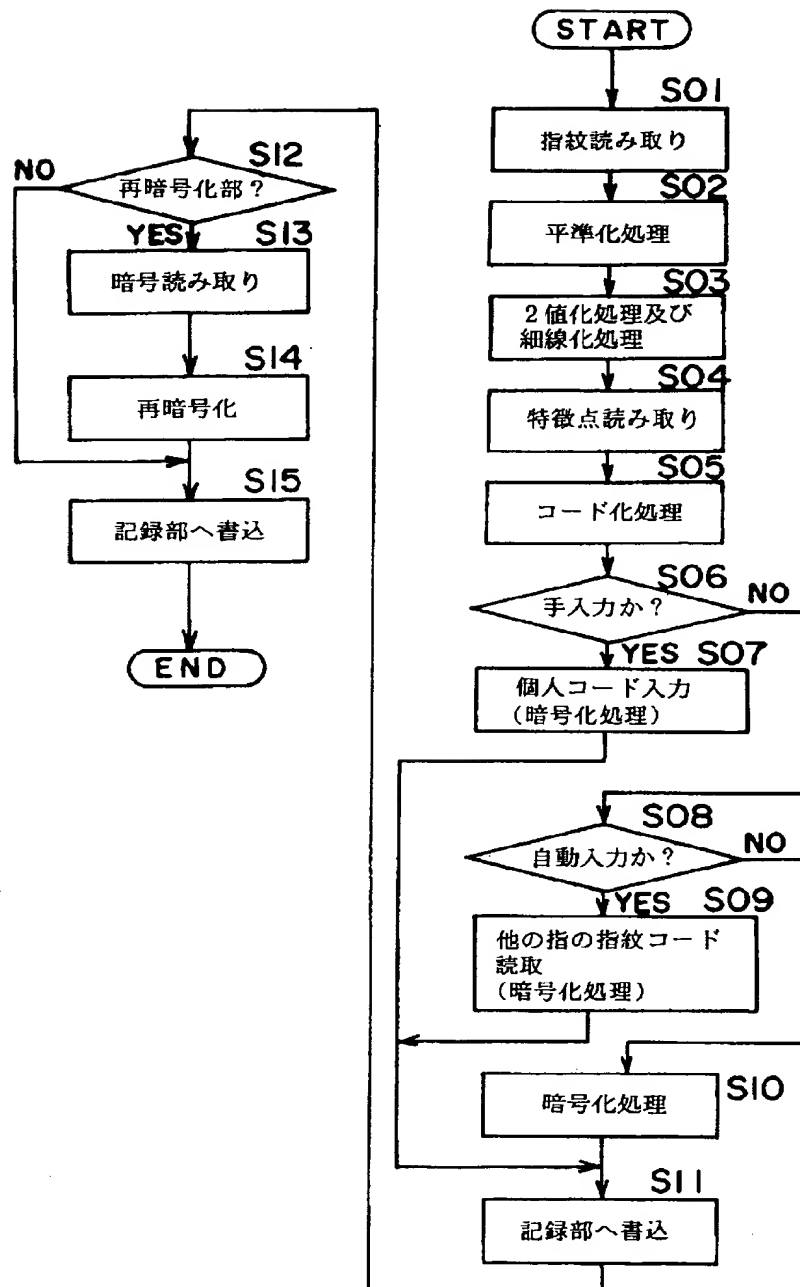 START
S01
指紋読み取り
S02
平準化処理
S03
2値化処理及び
細線化処理
S04
特徴点読み取り
S05
コード化処理
S06
手入力か？
NO
YES
S07
個人コード入力
(暗号化処理)
S08
自動入力か？
NO
YES
S09
他の指の指紋コード
読取
(暗号化処理)
S10
暗号化処理
S11
記録部へ書込
S12
NO
再暗号化部？
YES
S13
暗号読み取り
S14
再暗号化
S15
記録部へ書込
END